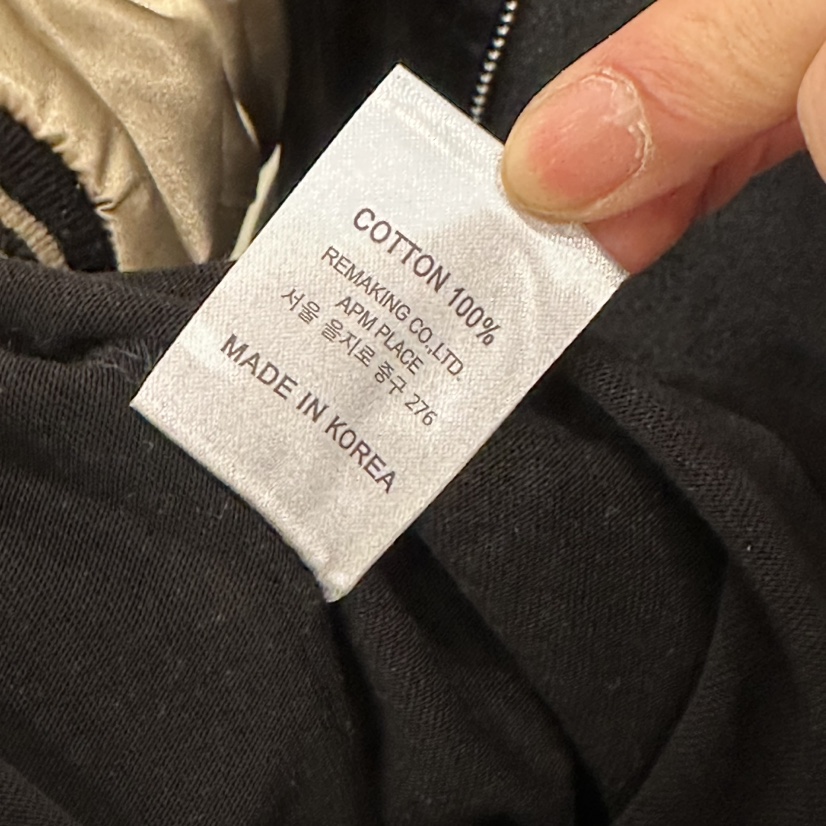 COTTON 100%
REMAKING CO.,LTD.
APM PLACE
서울 을지로 중구 276
MADE IN KOREA